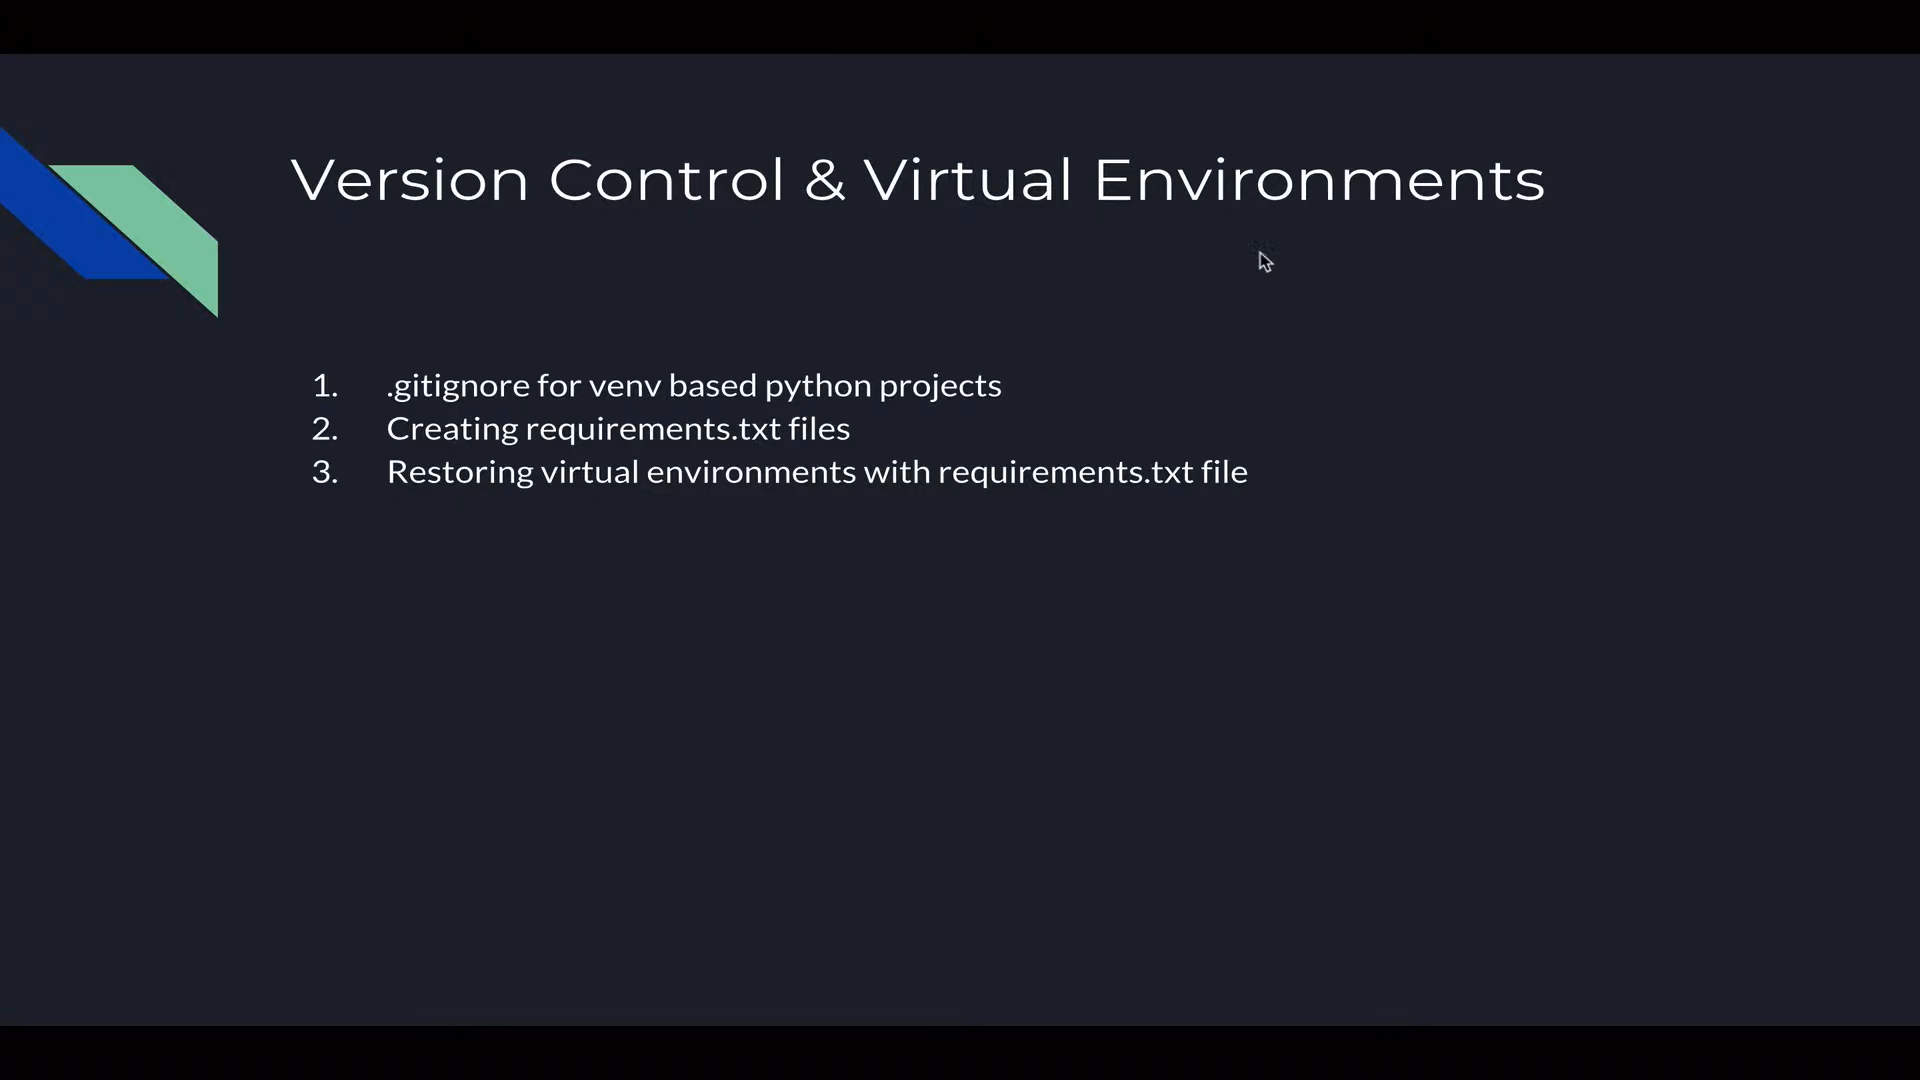 Version Control & Virtual Environments
1. .gitignore for venv based python projects
2. Creating requirements.txt files
3. Restoring virtual environments with requirements.txt file